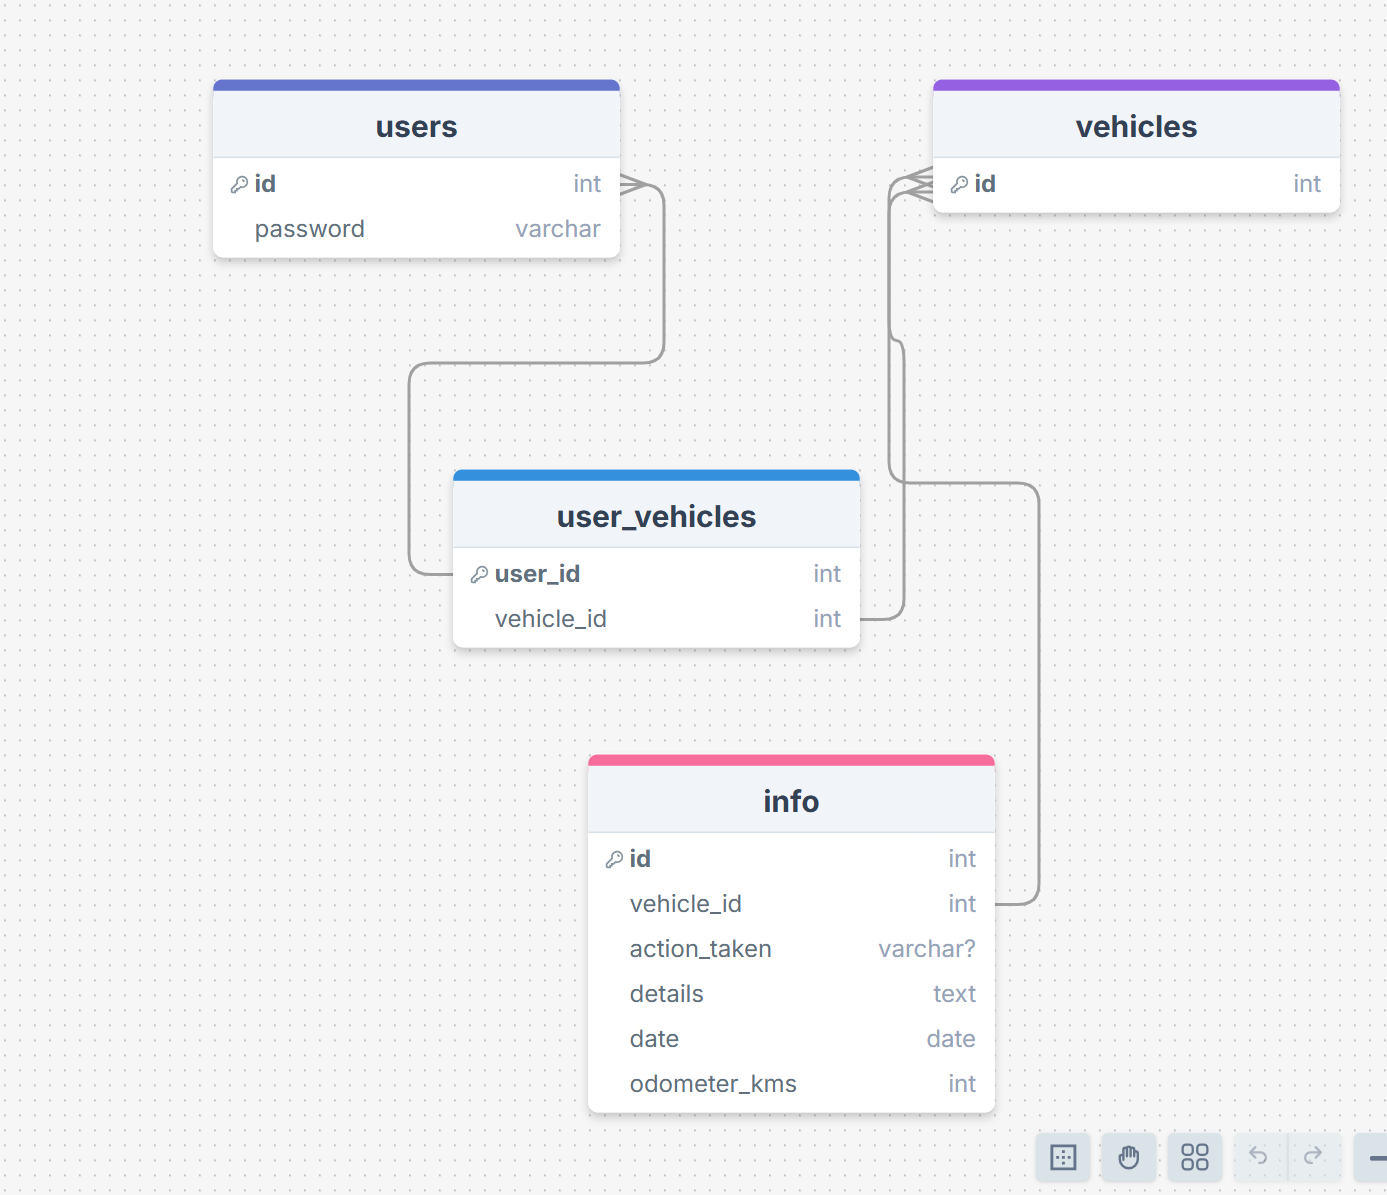 users
id int
password varchar
vehicles
id int
user_vehicles
user_id int
vehicle_id int
info
id int
vehicle_id int
action_taken varchar?
details text
date date
odometer_kms int